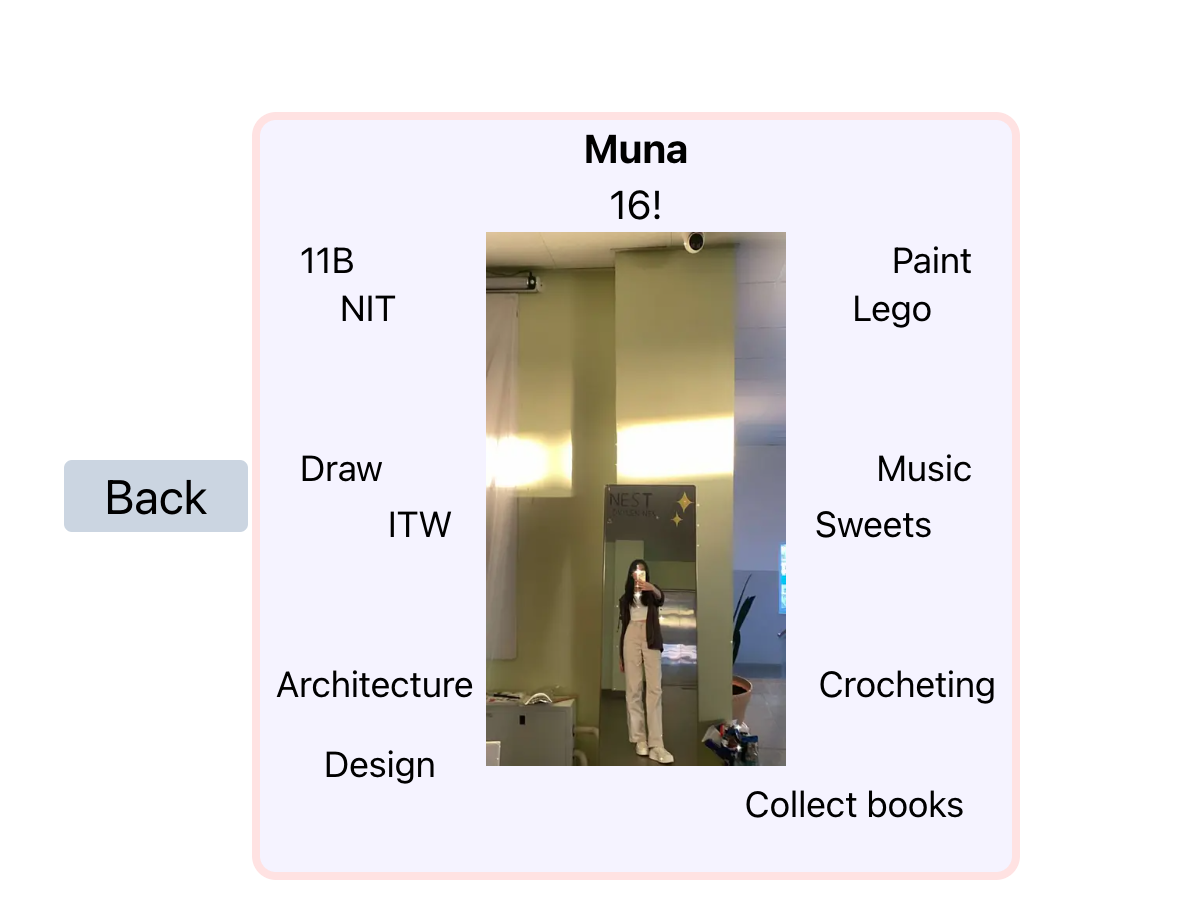 Muna
16!
11B
Paint
NIT
Lego
Back
Draw
Music
NEST
ITW
Sweets
Architecture
Crocheting
Design
Collect books